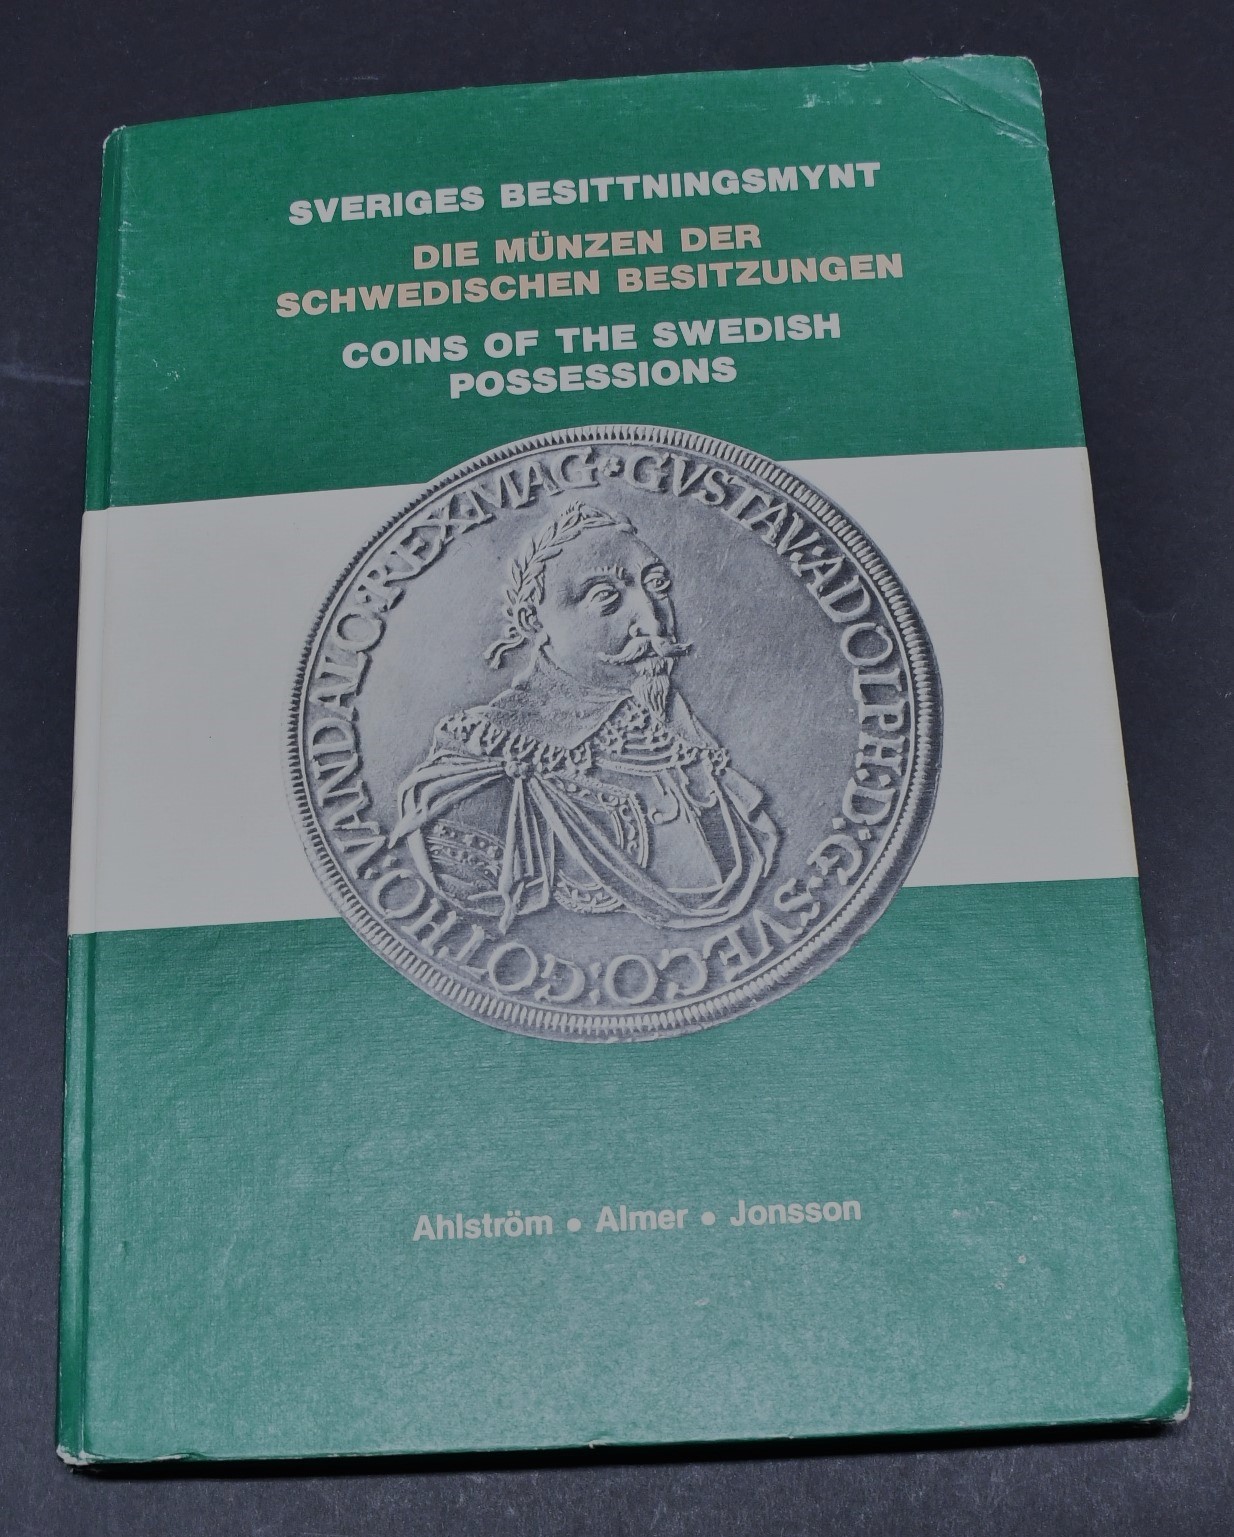 SVERIGES BESITTNINGSMYNT
DIE MÜNZEN DER
SCHWEDISCHEN BESITZUNGEN
COINS OF THE SWEDISH
POSSESSIONS
GVSTAV:ADOLPH:D:G:SVECO:GOTHO:VANDALO:REX:MAG
Ahlström • Almer • Jonsson